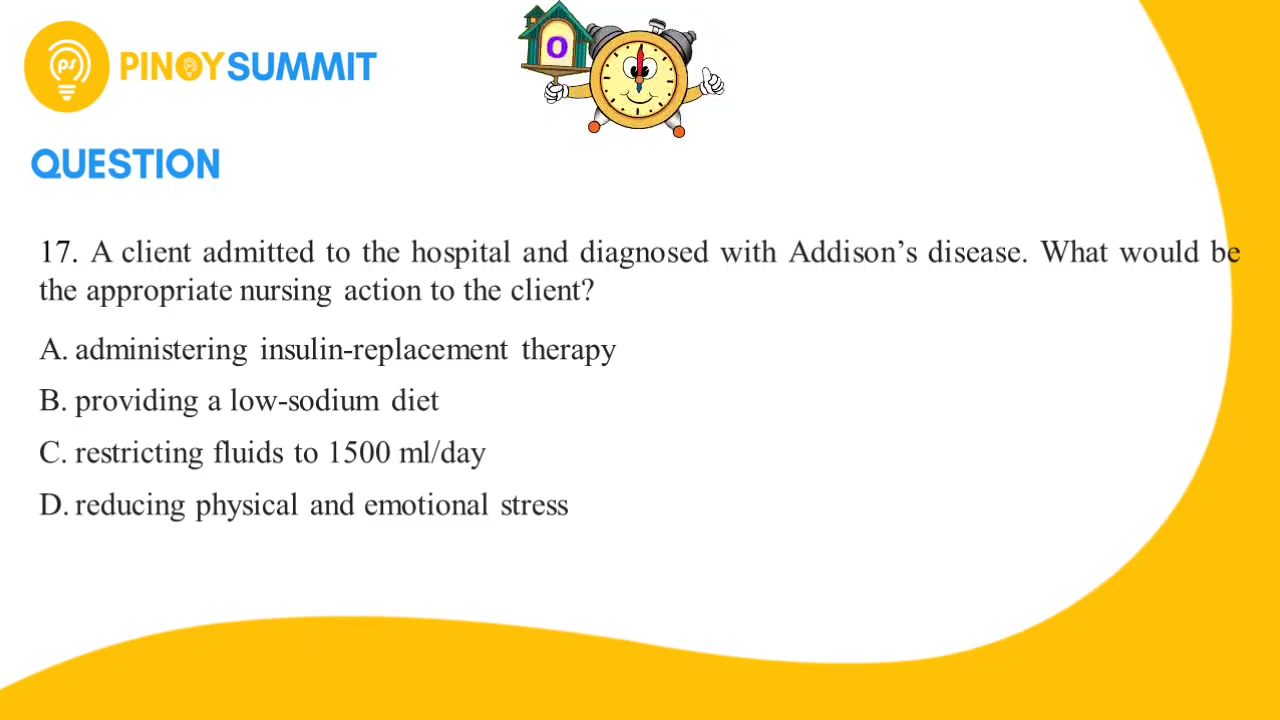 PINOYSUMMIT
O
QUESTION
17. A client admitted to the hospital and diagnosed with Addison’s disease. What would be
the appropriate nursing action to the client?
A. administering insulin-replacement therapy
B. providing a low-sodium diet
C. restricting fluids to 1500 ml/day
D. reducing physical and emotional stress